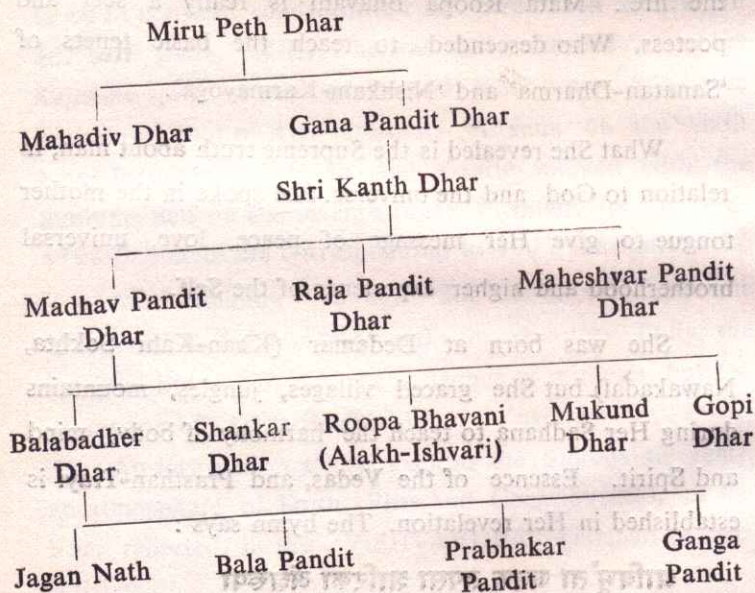 Miru Peth Dhar
Mahadiv Dhar Gana Pandit Dhar
Shri Kanth Dhar
Madhav Pandit Raja Pandit Maheshvar Pandit
Dhar Dhar Dhar
Balabadher Shankar Roopa Bhavani Mukund Gopi
Dhar Dhar (Alakh-Ishvari) Dhar Dhar
Jagan Nath Bala Pandit Prabhakar Ganga
Pandit Pandit